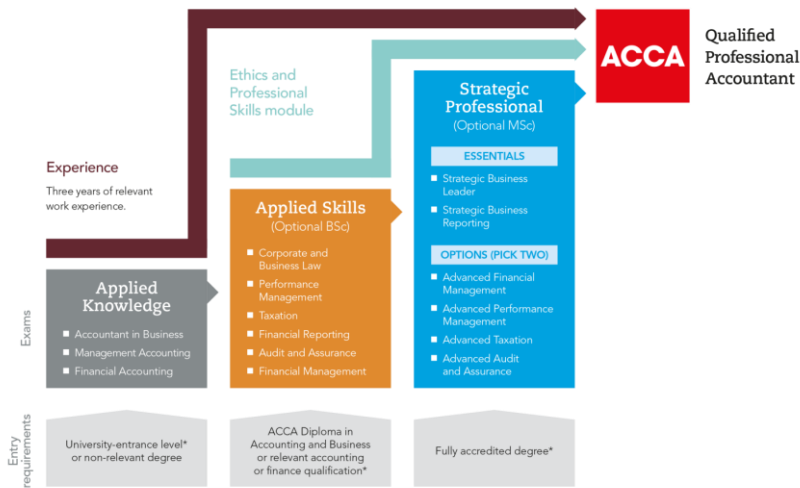 ACCA
Qualified
Professional
Accountant
Ethics and
Professional
Skills module
Strategic
Professional
(Optional MSc)
ESSENTIALS
Strategic Business
Leader
Strategic Business
Reporting
OPTIONS (PICK TWO)
Advanced Financial
Management
Advanced Performance
Management
Advanced Taxation
Advanced Audit
and Assurance
Experience
Three years of relevant
work experience.
Applied Skills
(Optional BSc)
Corporate and
Business Law
Performance
Management
Taxation
Financial Reporting
Audit and Assurance
Financial Management
Applied
Knowledge
Accountant in Business
Management Accounting
Financial Accounting
Exams
Entry
requirements
University-entrance level*
or non-relevant degree
ACCA Diploma in
Accounting and Business
or relevant accounting
or finance qualification*
Fully accredited degree*